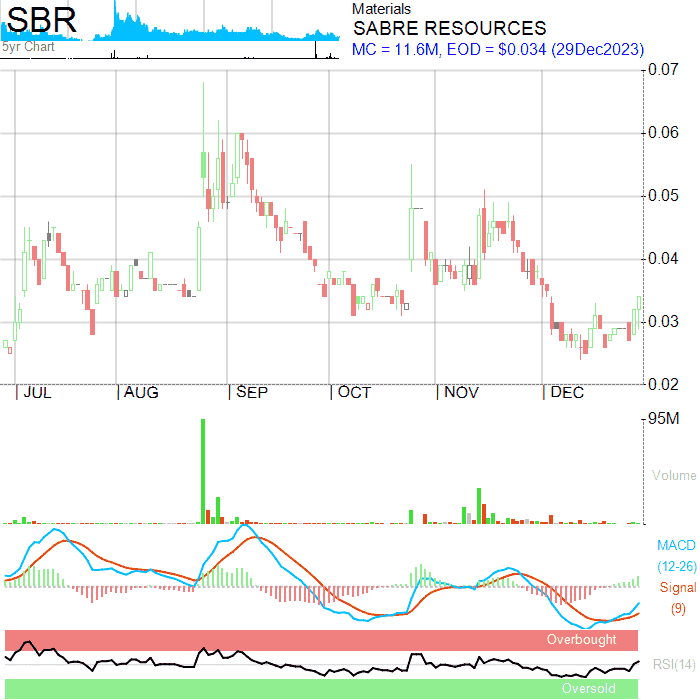 SBR
5yr Chart
Materials
SABRE RESOURCES
MC = 11.6M, EOD = $0.034 (29Dec2023)
0.07
0.06
0.05
0.04
0.03
0.02
JUL AUG SEP OCT NOV DEC
95M
Volume
MACD
(12-26)
Signal
(9)
Overbought
RSI(14)
Oversold